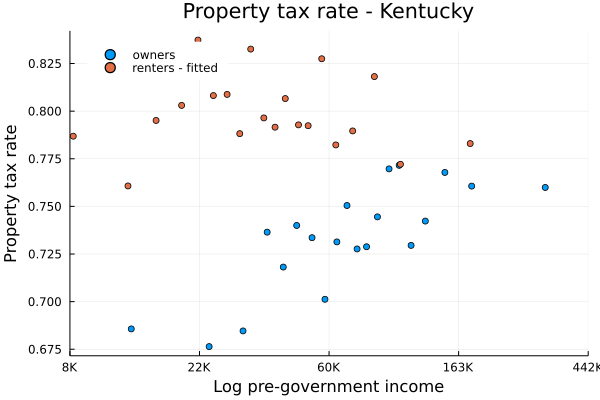 Property tax rate - Kentucky
owners
renters - fitted
0.825
0.800
0.775
0.750
0.725
0.700
0.675
Property tax rate
8K 22K 60K 163K 442K
Log pre-government income